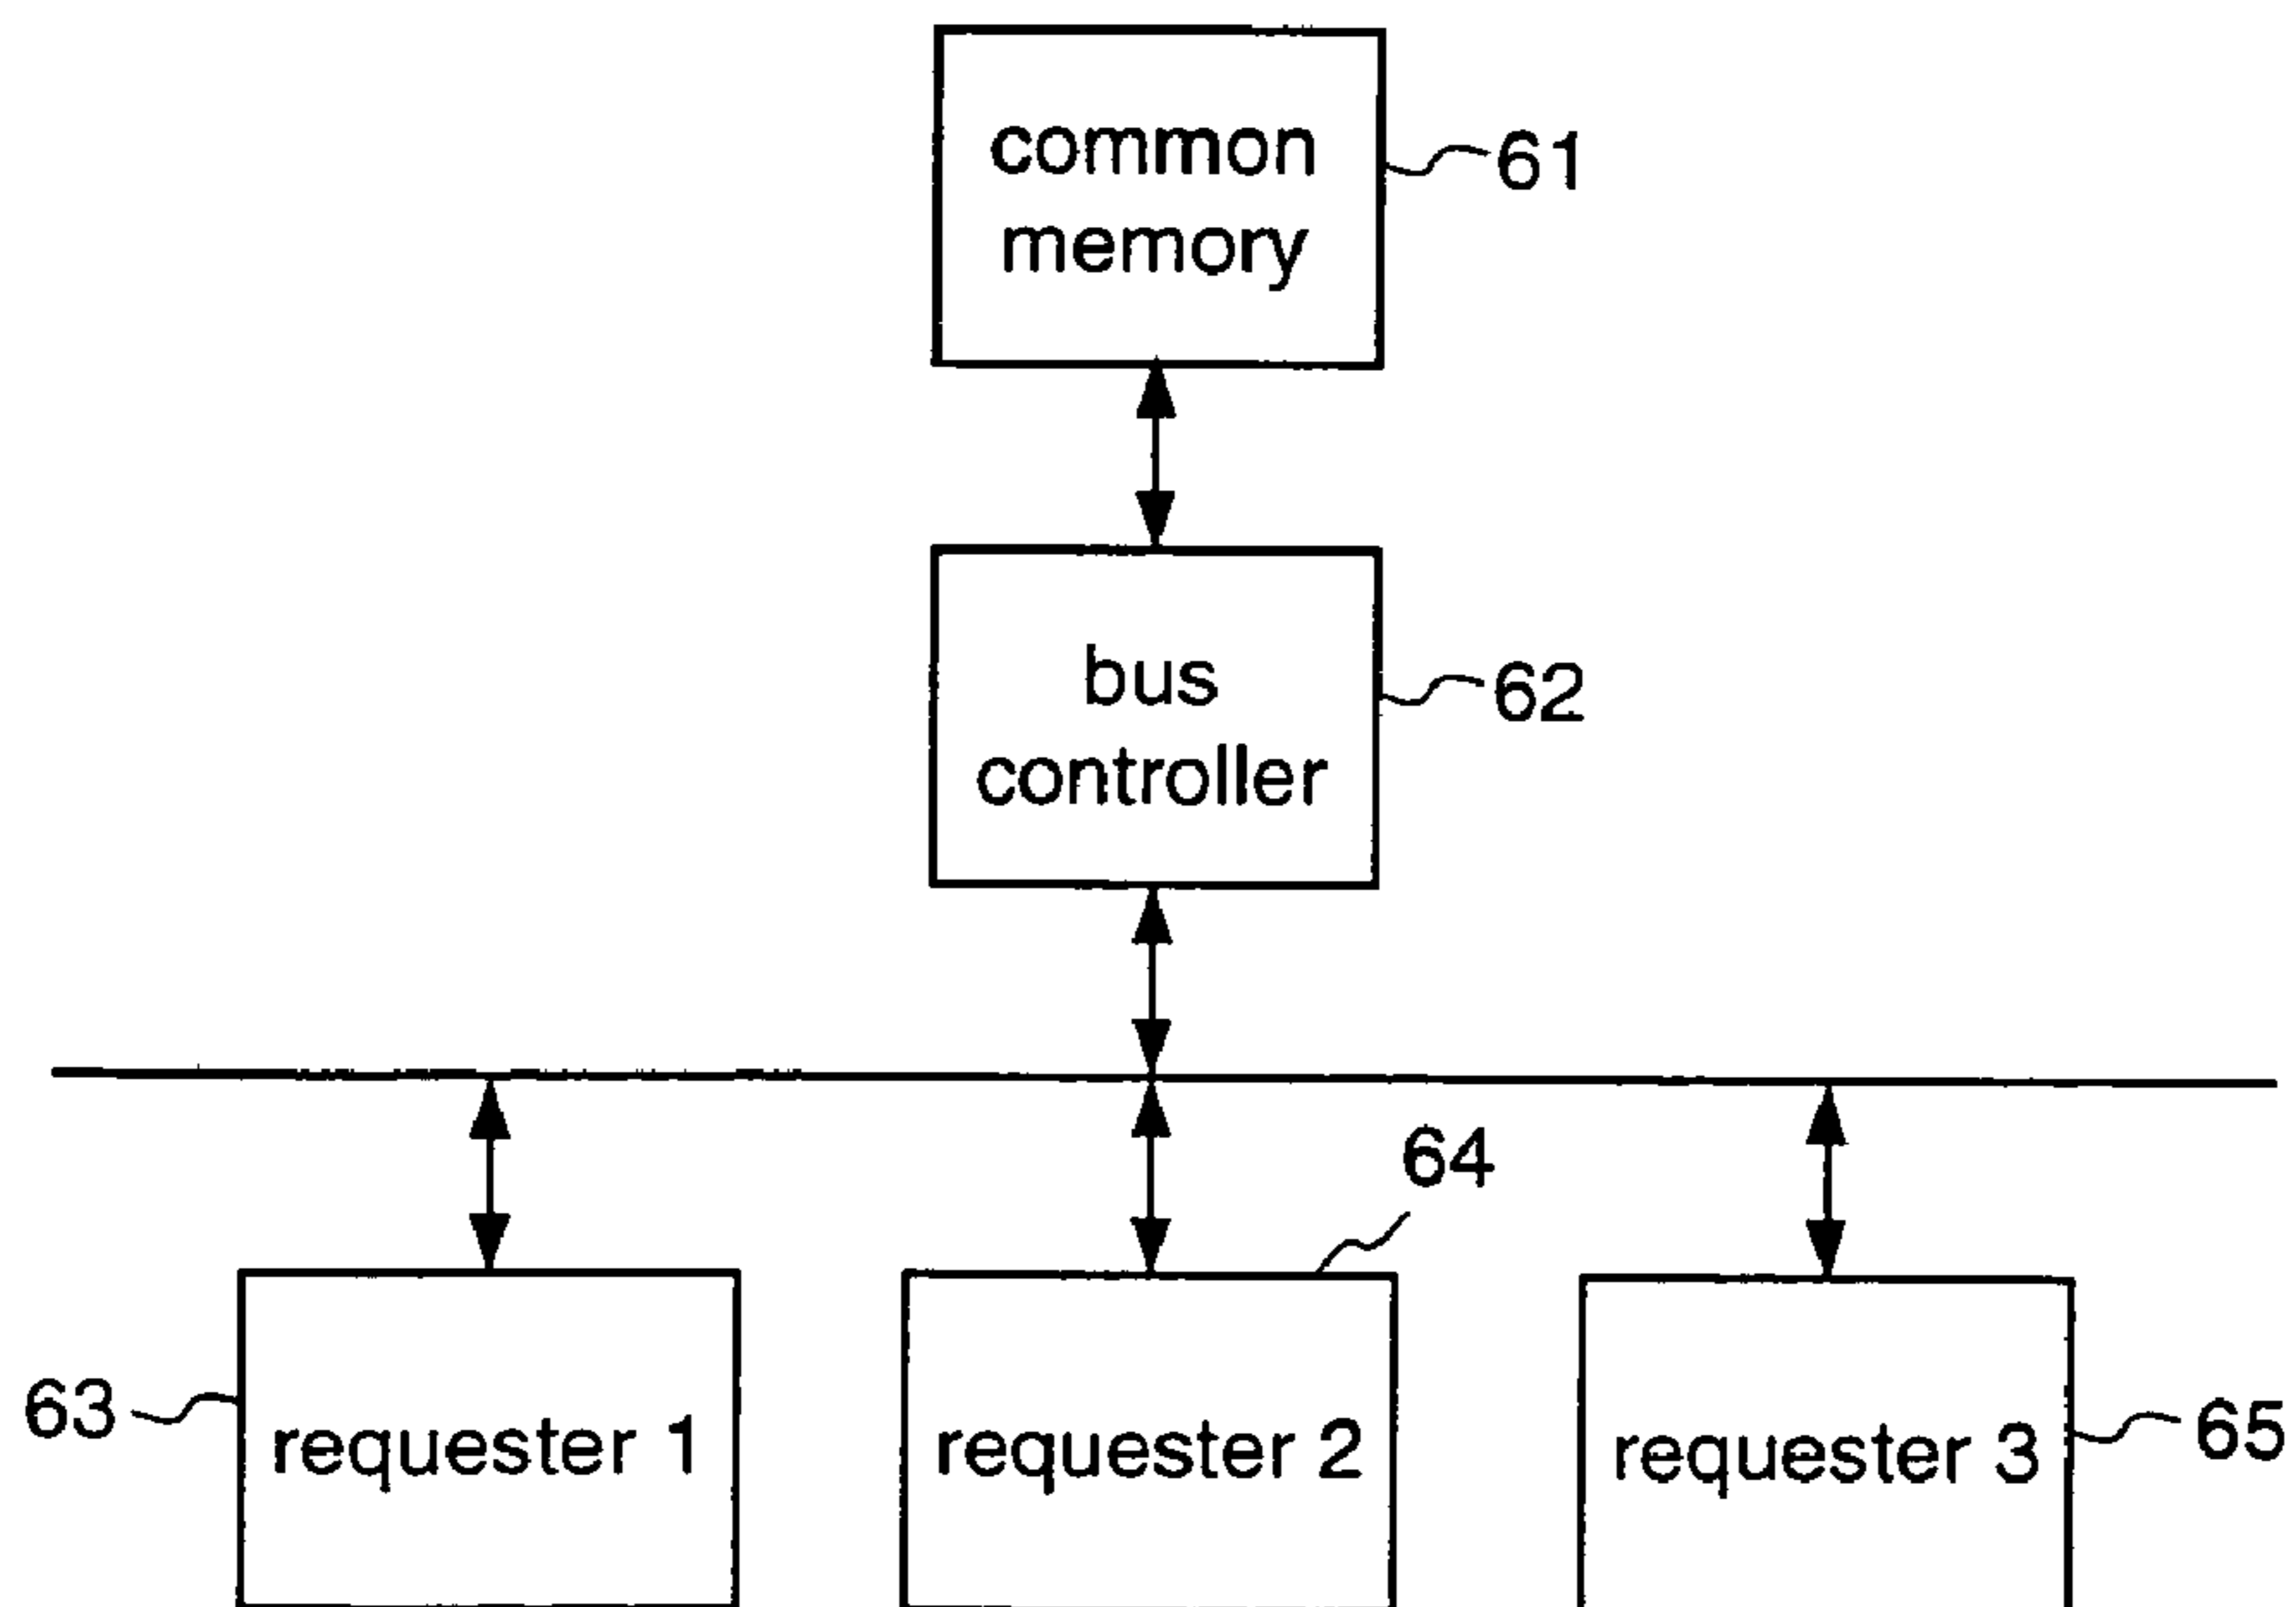 common
memory
61
bus
controller
62
64
63
requester 1
requester 2
requester 3
65